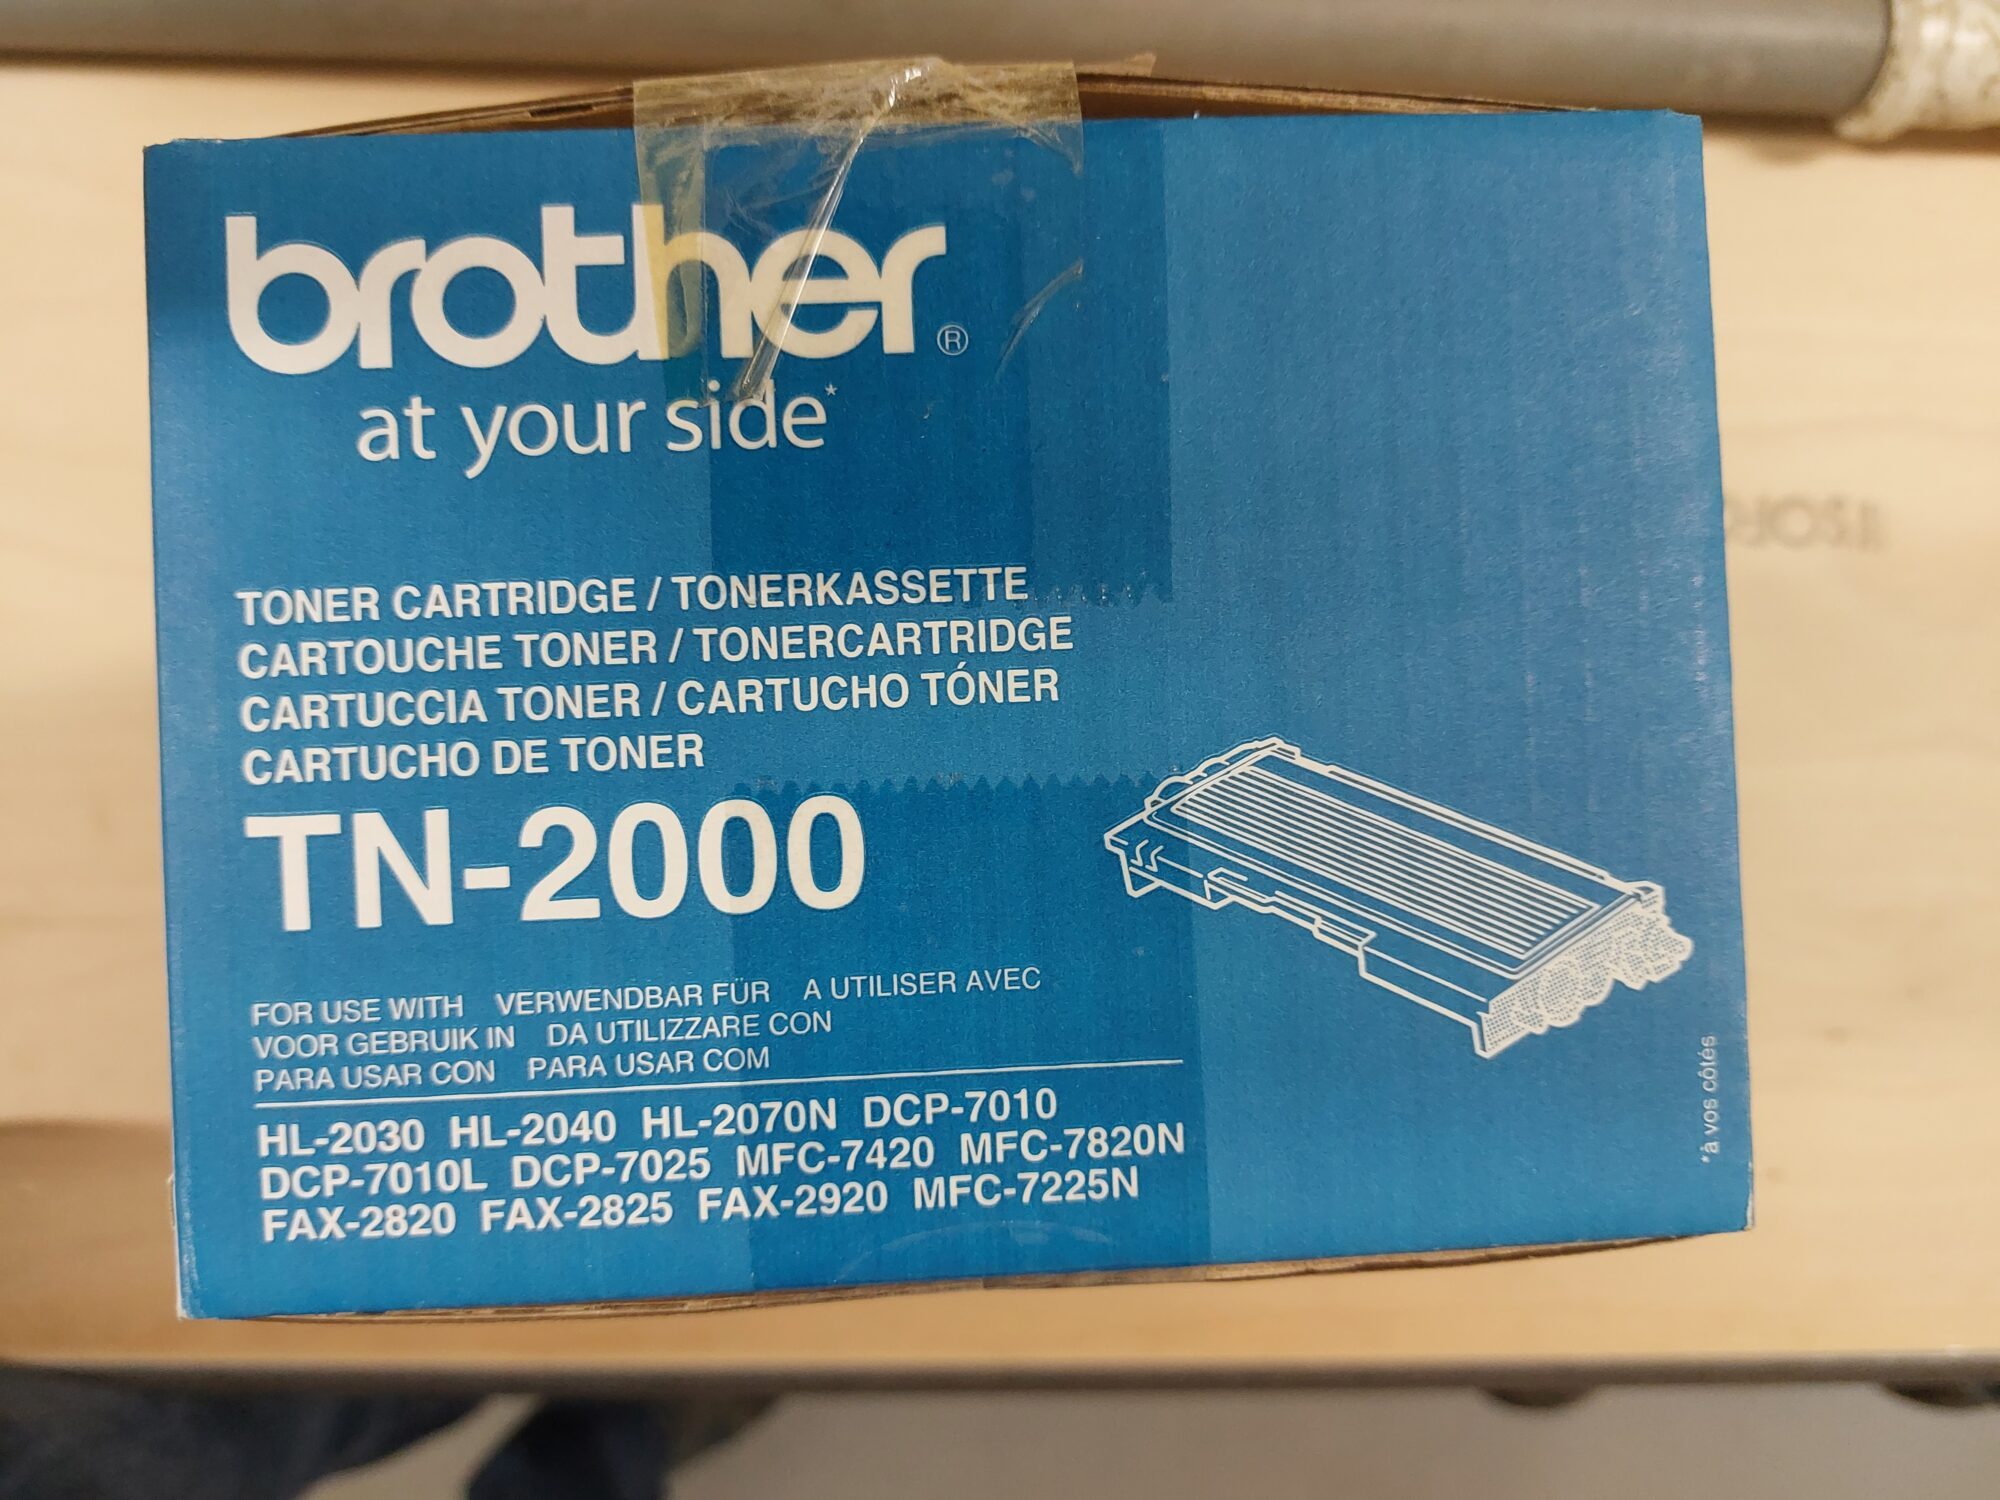 brother®
at your side*
TONER CARTRIDGE / TONERKASSETTE
CARTOUCHE TONER / TONERCARTRIDGE
CARTUCCIA TONER / CARTUCHO TÓNER
CARTUCHO DE TONER
TN-2000
FOR USE WITH VERWENDBAR FÜR A UTILISER AVEC
VOOR GEBRUIK IN DA UTILIZZARE CON
PARA USAR CON PARA USAR COM
HL-2030 HL-2040 HL-2070N DCP-7010
DCP-7010L DCP-7025 MFC-7420 MFC-7820N
FAX-2820 FAX-2825 FAX-2920 MFC-7225N
*à vos côtés